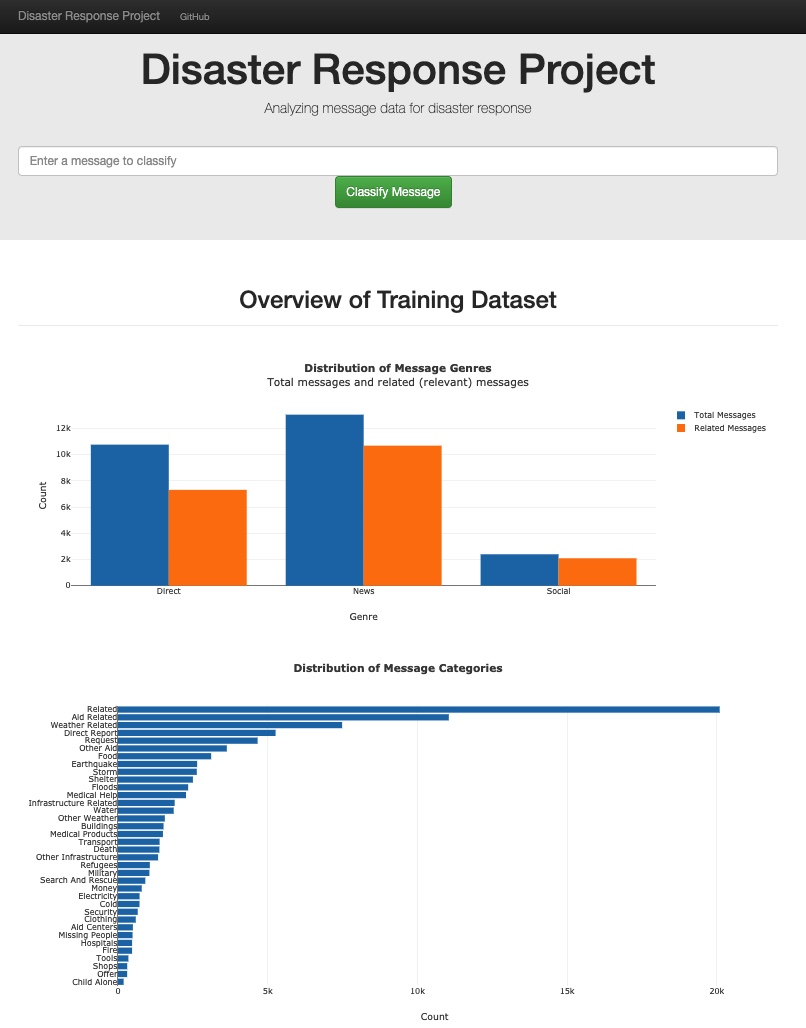 Disaster Response Project GitHub
Disaster Response Project
Analyzing message data for disaster response
Enter a message to classify
Classify Message
Overview of Training Dataset
Distribution of Message Genres
Total messages and related (relevant) messages
Total Messages
Related Messages
12k
10k
8k
6k
4k
2k
0
Count
Direct News Social
Genre
Distribution of Message Categories
Related
Aid Related
Weather Related
Direct Report
Request
Other Aid
Food
Earthquake
Storm
Shelter
Floods
Medical Help
Infrastructure Related
Water
Other Weather
Buildings
Medical Products
Transport
Death
Other Infrastructure
Refugees
Military
Search And Rescue
Money
Electricity
Cold
Security
Clothing
Aid Centers
Missing People
Hospitals
Fire
Tools
Shops
Offer
Child Alone
0 5k 10k 15k 20k
Count